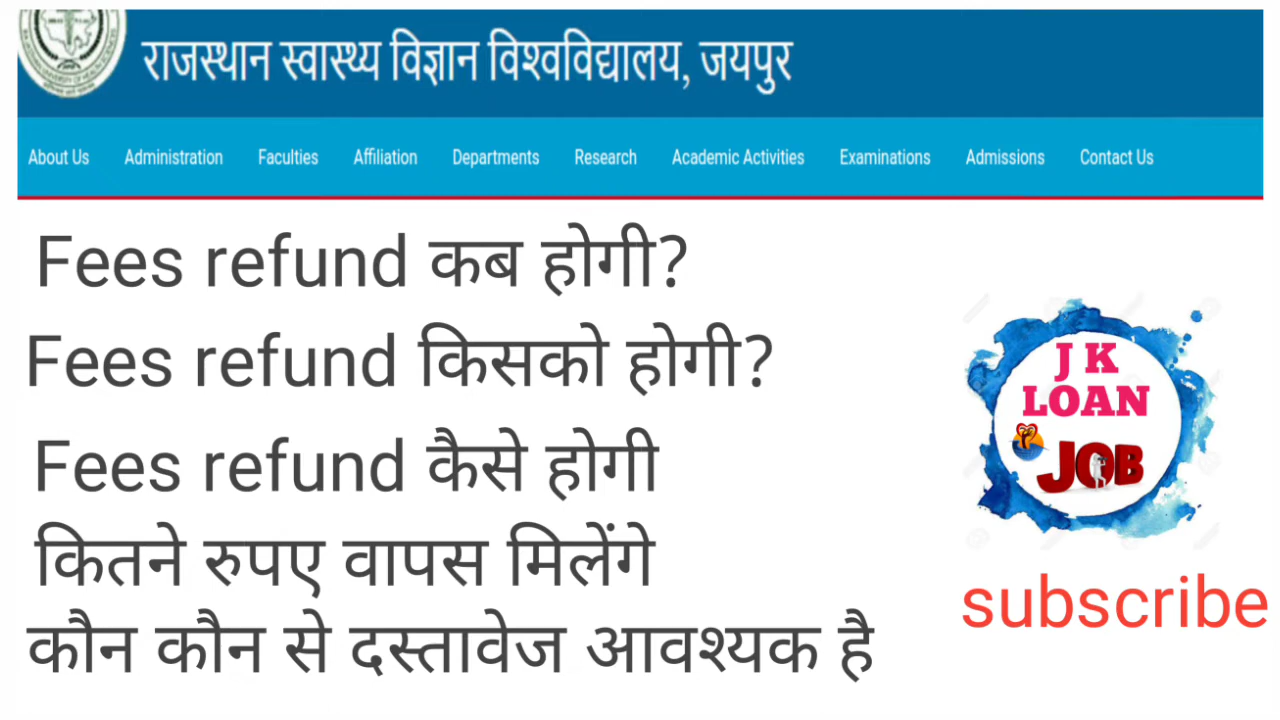 राजस्थान स्वास्थ्य विज्ञान विश्वविद्यालय, जयपुर
About Us Administration Faculties Affiliation Departments Research Academic Activities Examinations Admissions Contact Us
Fees refund कब होगी?
Fees refund किसको होगी?
Fees refund कैसे होगी
कितने रुपए वापस मिलेंगे
कौन कौन से दस्तावेज आवश्यक है
J K
LOAN
JOB
subscribe